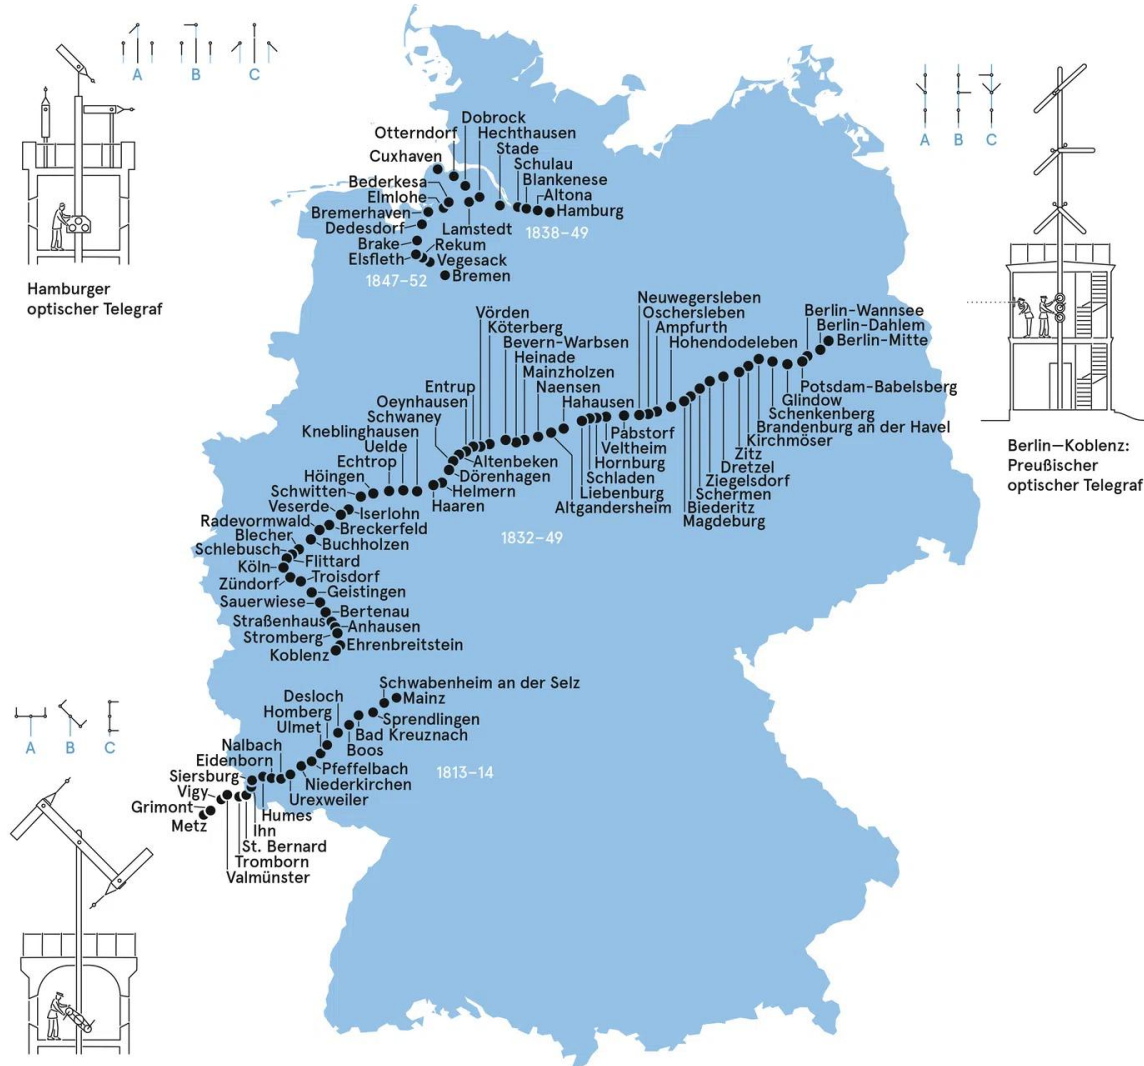 A B C
Hamburger
optischer Telegraf
A B C
Berlin—Koblenz:
Preußischer
optischer Telegraf
Dobrock
Otterndorf
Hechthausen
Cuxhaven
Stade
Schulau
Bederkesa
Blankenese
Elmlohe
Altona
Bremerhaven
Hamburg
Dedesdorf
Lamstedt
1838–49
Brake
Rekum
Elsfleth
Vegesack
1847–52
Bremen
Neuwegersleben
Berlin-Wannsee
Vörden
Oschersleben
Berlin-Dahlem
Köterberg
Ampfurth
Berlin-Mitte
Bevern-Warbsen
Hohendodeleben
Heinade
Mainzholzen
Entrup
Naensen
Potsdam-Babelsberg
Oeynhausen
Hahausen
Glindow
Schwaney
Schenkenberg
Kneblinghausen
Pabstorf
Brandenburg an der Havel
Uelde
Veltheim
Kirchmöser
Echtrop
Altenbeken
Hornburg
Zitz
Höingen
Dörenhagen
Schladen
Dretzel
Schwitten
Helmern
Liebenburg
Ziegelsdorf
Veserde
Haaren
Altgandersheim
Schermen
Iserlohn
Biederitz
Radevormwald
Breckerfeld
Magdeburg
Blecher
Buchholzen
1832–49
Schlebusch
Flittard
Köln
Troisdorf
Zündorf
Geistingen
Sauerwiese
Bertenau
Straßenhaus
Anhausen
Stromberg
Ehrenbreitstein
Koblenz
Schwabenheim an der Selz
Desloch
Mainz
Homberg
Sprendlingen
Ulmet
Bad Kreuznach
Nalbach
Boos
Eidenborn
Pfeffelbach
1813–14
Siersburg
Niederkirchen
Vigy
Urexweiler
Grimont
Humes
Metz
Ihn
St. Bernard
Tromborn
Valmünster
A B C